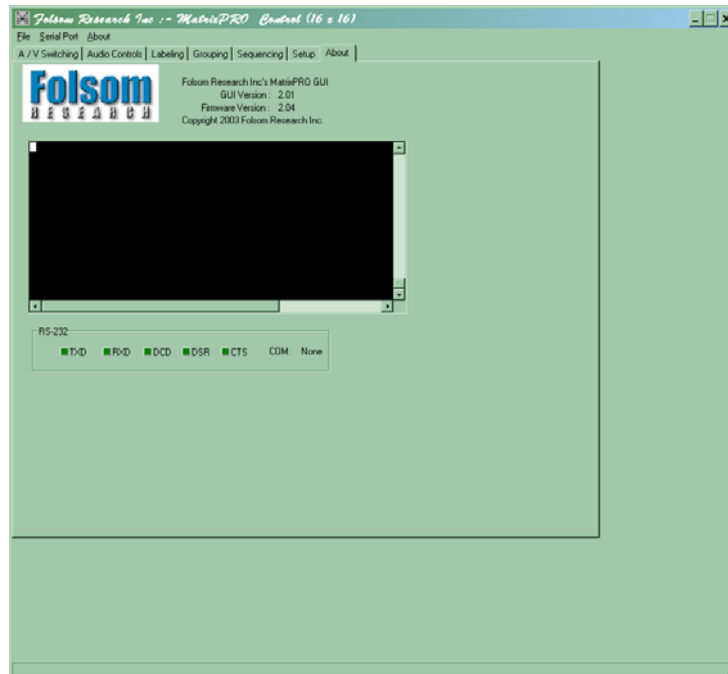 Folsom Research Inc :- MatrixPRO Control (16 x 16)
File Serial Port About
A / V Switching Audio Controls Labeling Grouping Sequencing Setup About
Folsom
RESEARCH
Folsom Research Inc's MatrixPRO GUI
GUI Version : 2.01
Firmware Version : 2.04
Copyright 2003 Folsom Research Inc.
RS-232
TXD RXD DCD DSR CTS COM: None